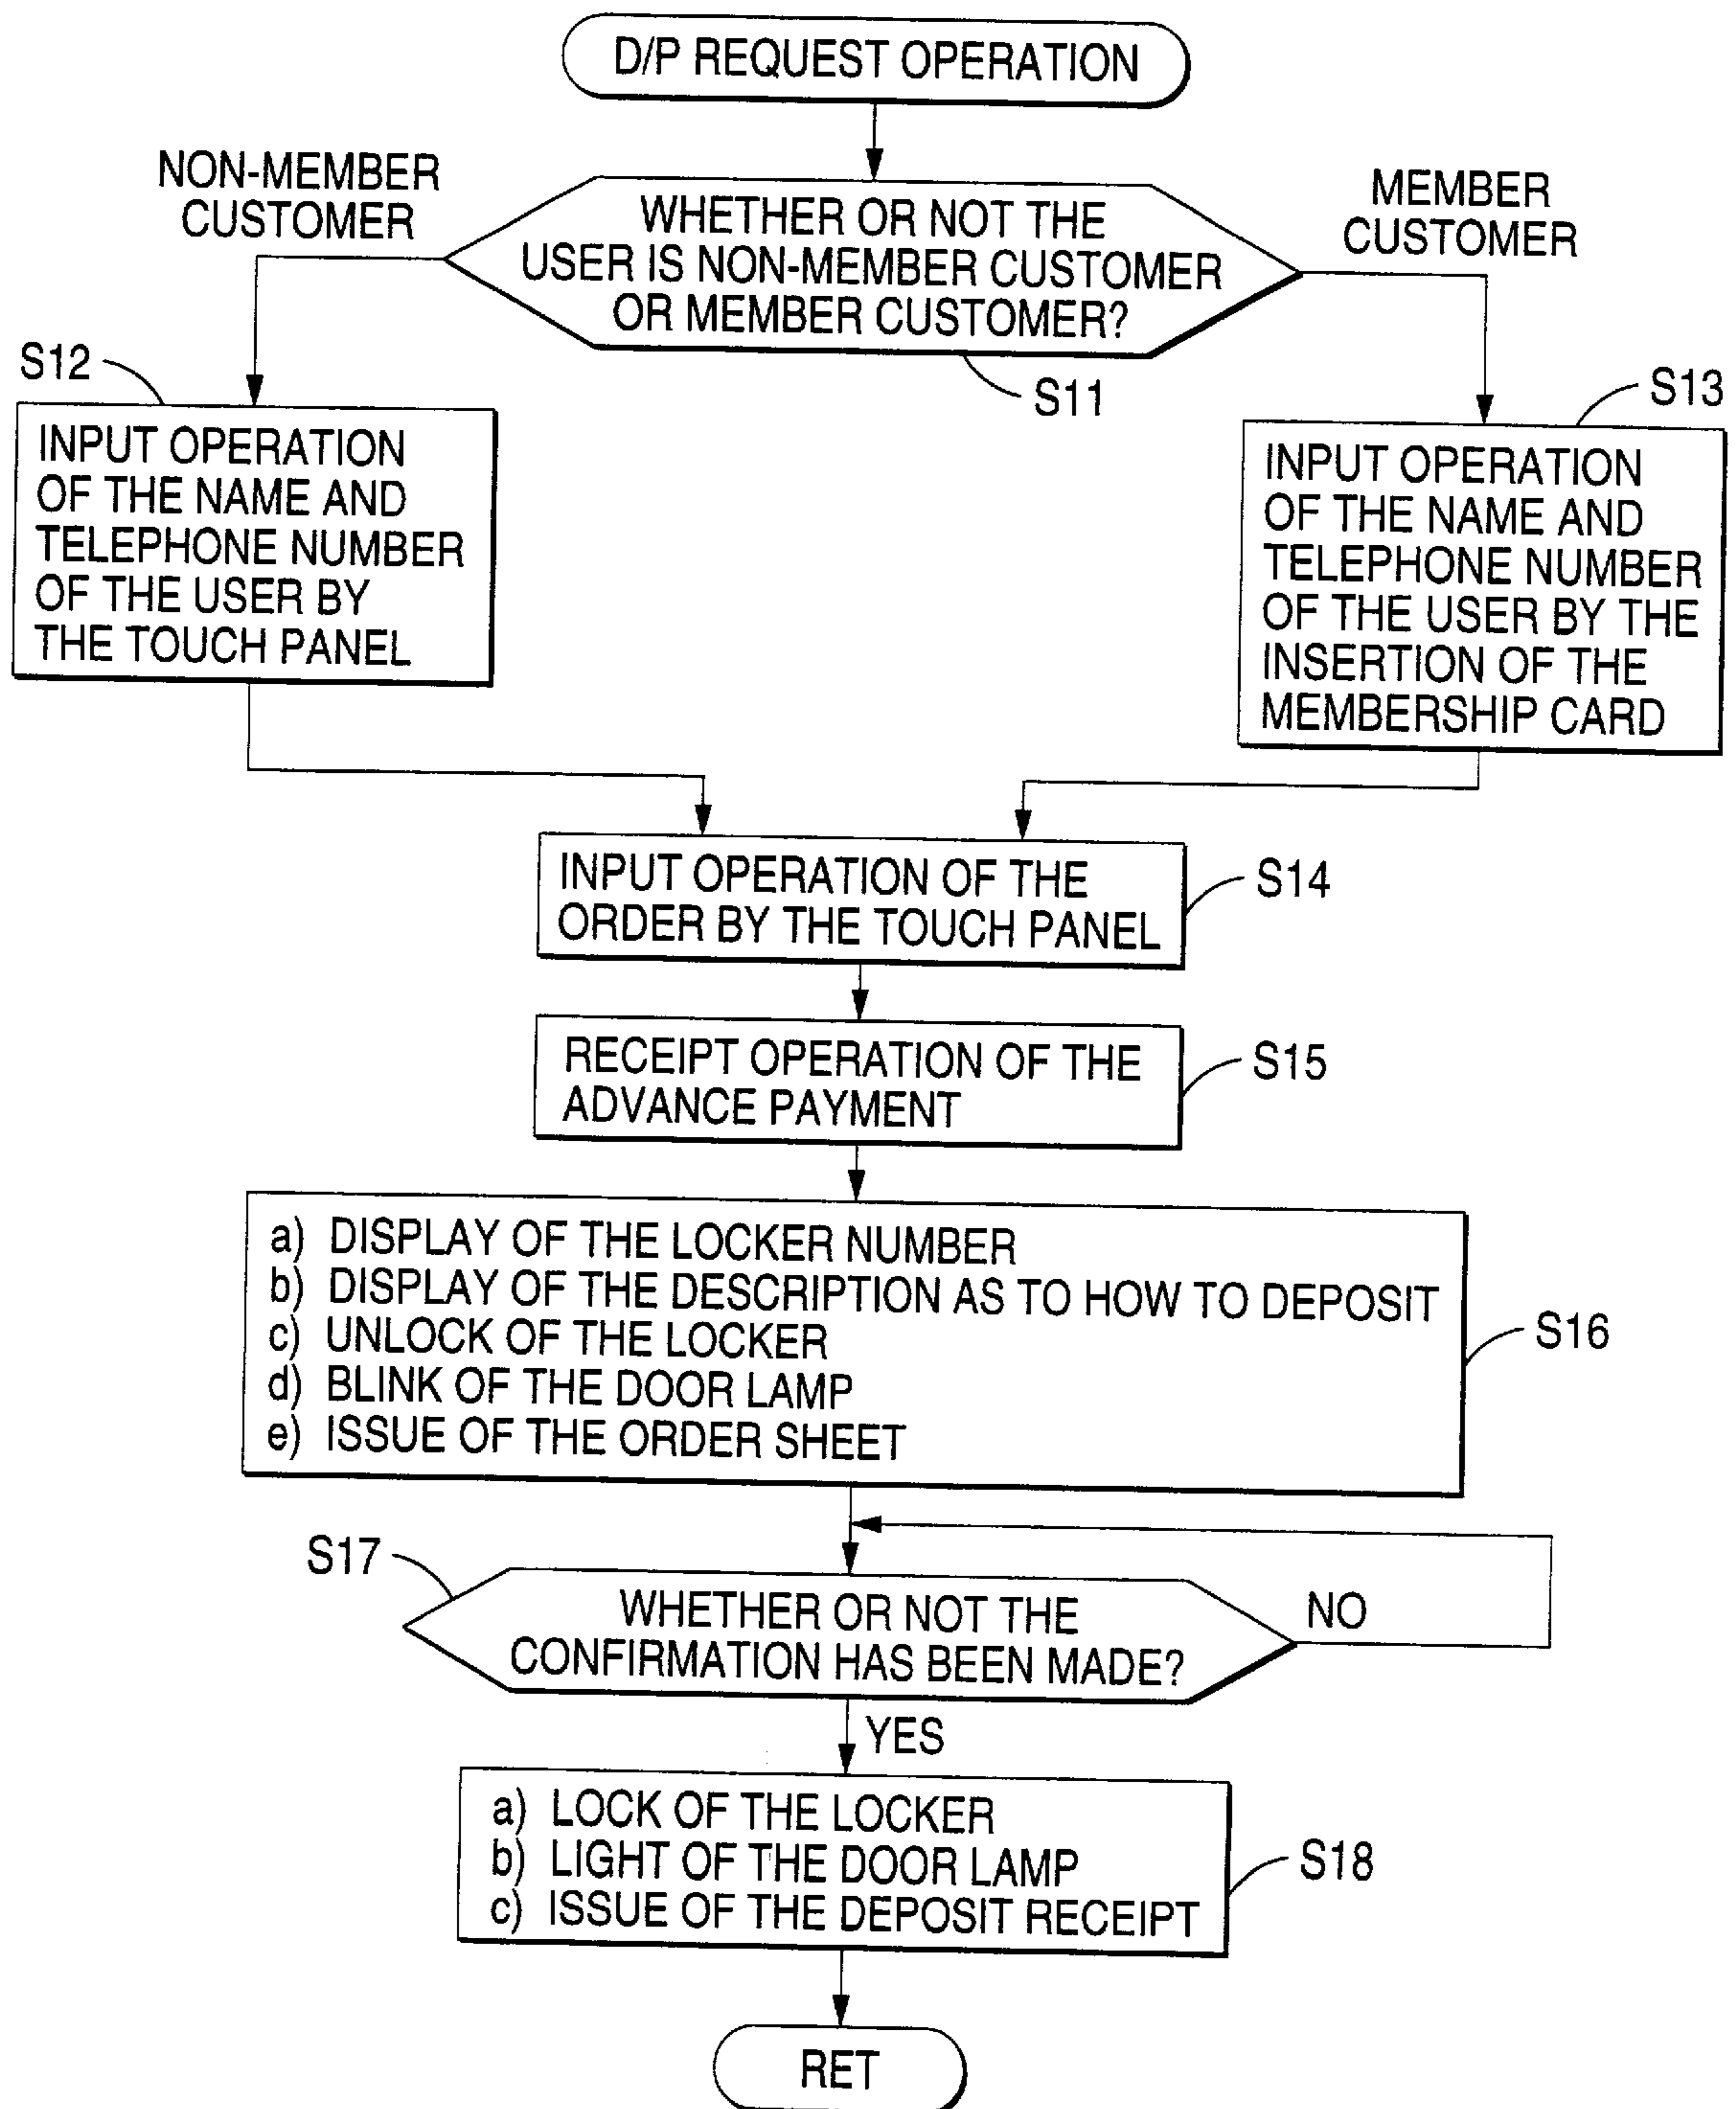 D/P REQUEST OPERATION
NON-MEMBER
CUSTOMER
MEMBER
CUSTOMER
WHETHER OR NOT THE
USER IS NON-MEMBER CUSTOMER
OR MEMBER CUSTOMER?
S11
S12
INPUT OPERATION
OF THE NAME AND
TELEPHONE NUMBER
OF THE USER BY
THE TOUCH PANEL
S13
INPUT OPERATION
OF THE NAME AND
TELEPHONE NUMBER
OF THE USER BY THE
INSERTION OF THE
MEMBERSHIP CARD
INPUT OPERATION OF THE
ORDER BY THE TOUCH PANEL
S14
RECEIPT OPERATION OF THE
ADVANCE PAYMENT
S15
a) DISPLAY OF THE LOCKER NUMBER
b) DISPLAY OF THE DESCRIPTION AS TO HOW TO DEPOSIT
c) UNLOCK OF THE LOCKER
d) BLINK OF THE DOOR LAMP
e) ISSUE OF THE ORDER SHEET
S16
S17
WHETHER OR NOT THE
CONFIRMATION HAS BEEN MADE?
NO
YES
a) LOCK OF THE LOCKER
b) LIGHT OF THE DOOR LAMP
c) ISSUE OF THE DEPOSIT RECEIPT
S18
RET